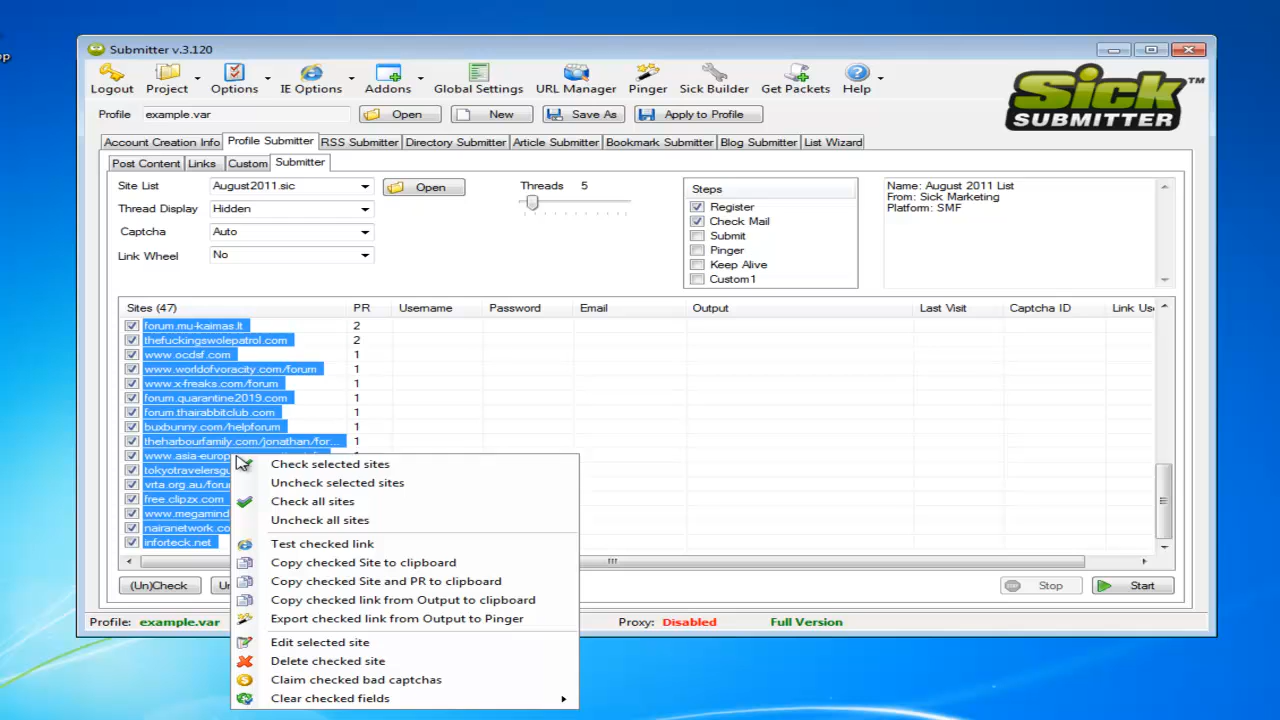 op
Submitter v.3.120
Logout Project Options IE Options Addons Global Settings URL Manager Pinger Sick Builder Get Packets Help
Sick SUBMITTER™
Profile example.var Open New Save As Apply to Profile
Account Creation Info Profile Submitter RSS Submitter Directory Submitter Article Submitter Bookmark Submitter Blog Submitter List Wizard
Post Content Links Custom Submitter
Site List August2011.sic Open
Thread Display Hidden
Captcha Auto
Link Wheel No
Threads 5
Steps
Register
Check Mail
Submit
Pinger
Keep Alive
Custom1
Name: August 2011 List
From: Sick Marketing
Platform: SMF
Sites (47) PR Username Password Email Output Last Visit Captcha ID Link Us
forum.mu-kaimas.lt 2
thefuckingswolepatrol.com 2
www.ocdsf.com 1
www.worldofvoracity.com/forum 1
www.x-freaks.com/forum 1
forum.quarantine2019.com 1
forum.thairabbitclub.com 1
buxbunny.com/helpforum 1
theharbourfamily.com/jonathan/for... 1
www.asia-europ
tokyotravelersgu
vrta.org.au/foru
free.clipzx.com
www.megamind
nairanetwork.co
inforteck.net
Check selected sites
Uncheck selected sites
Check all sites
Uncheck all sites
Test checked link
Copy checked Site to clipboard
Copy checked Site and PR to clipboard
Copy checked link from Output to clipboard
Export checked link from Output to Pinger
Edit selected site
Delete checked site
Claim checked bad captchas
Clear checked fields
(Un)Check Stop Start
Profile: example.var Proxy: Disabled Full Version